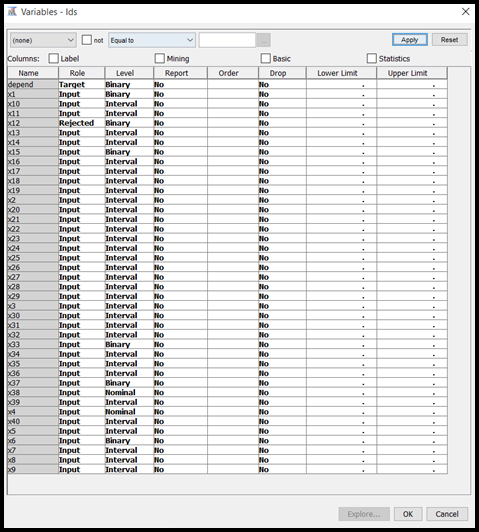 Variables - Ids
(none) not Equal to ... Apply Reset
Columns: Label Mining Basic Statistics
Name Role Level Report Order Drop Lower Limit Upper Limit
depend Target Binary No No . .
x1 Input Binary No No . .
x10 Input Interval No No . .
x11 Input Interval No No . .
x12 Rejected Binary No No . .
x13 Input Interval No No . .
x14 Input Interval No No . .
x15 Input Binary No No . .
x16 Input Interval No No . .
x17 Input Interval No No . .
x18 Input Interval No No . .
x19 Input Interval No No . .
x2 Input Interval No No . .
x20 Input Interval No No . .
x21 Input Interval No No . .
x22 Input Interval No No . .
x23 Input Interval No No . .
x24 Input Interval No No . .
x25 Input Interval No No . .
x26 Input Interval No No . .
x27 Input Interval No No . .
x28 Input Interval No No . .
x29 Input Interval No No . .
x3 Input Interval No No . .
x30 Input Interval No No . .
x31 Input Interval No No . .
x32 Input Interval No No . .
x33 Input Binary No No . .
x34 Input Interval No No . .
x35 Input Interval No No . .
x36 Input Interval No No . .
x37 Input Binary No No . .
x38 Input Nominal No No . .
x39 Input Interval No No . .
x4 Input Nominal No No . .
x40 Input Interval No No . .
x5 Input Interval No No . .
x6 Input Binary No No . .
x7 Input Interval No No . .
x8 Input Interval No No . .
x9 Input Interval No No . .
Explore... OK Cancel